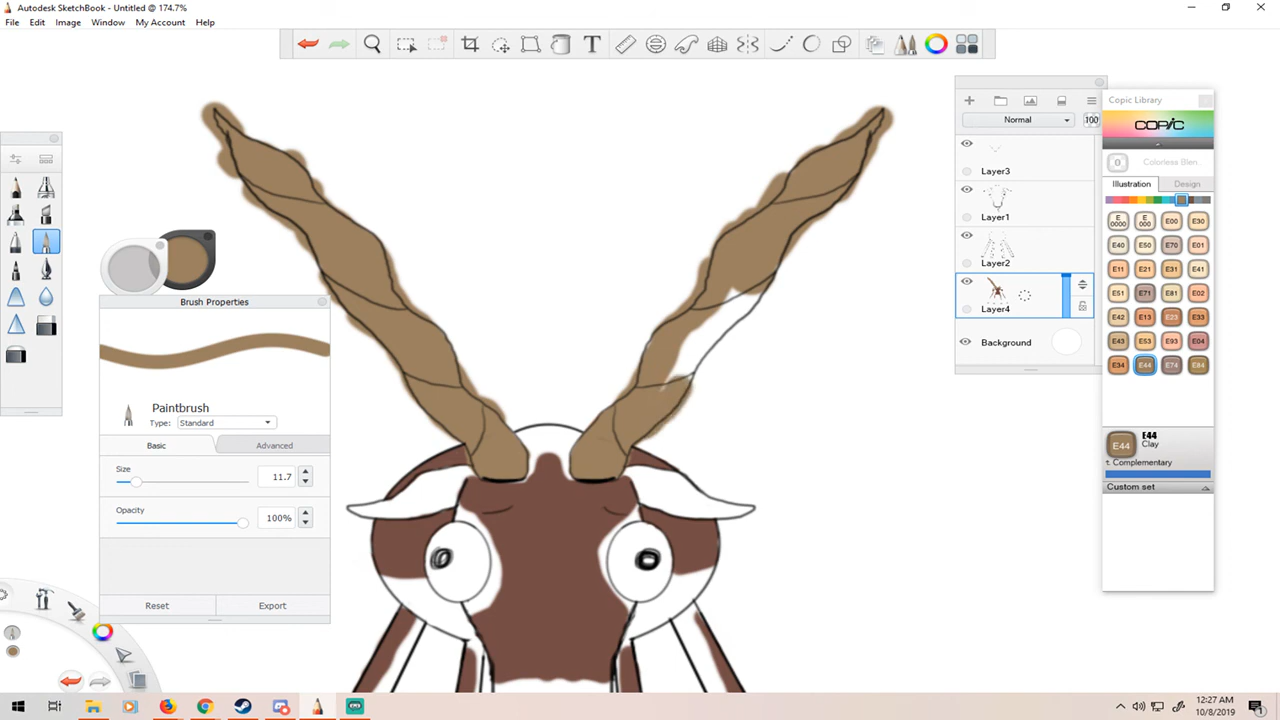 Autodesk SketchBook - Untitled @ 174.7%
File Edit Image Window My Account Help
T
Normal 100
Layer3
Layer1
Layer2
Layer4
Background
Copic Library
COPIC
0 Colorless Blen
Illustration Design
E0000 E000 E00 E30
E40 E50 E70 E01
E11 E21 E31 E41
E51 E71 E81 E02
E42 E13 E23 E33
E43 E53 E93 E04
E34 E44 E74 E84
E44 E44
Clay
Complementary
Custom set
Brush Properties
Paintbrush
Type: Standard
Basic Advanced
Size
11.7
Opacity
100%
Reset Export
12:27 AM
10/8/2019
1